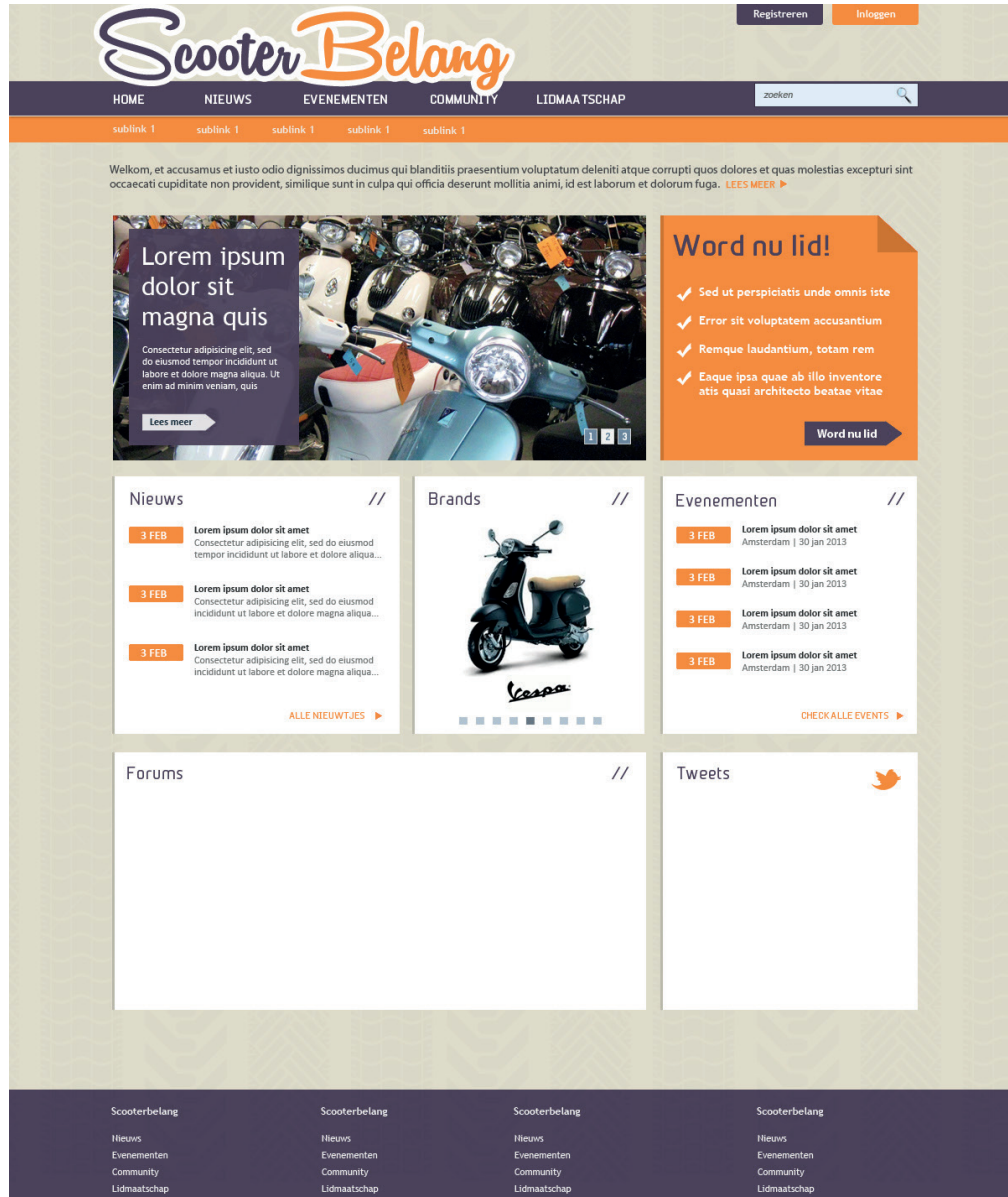 Registreren Inloggen
Scooter Belang
HOME NIEUWS EVENEMENTEN COMMUNITY LIDMAATSCHAP zoeken
sublink 1 sublink 1 sublink 1 sublink 1 sublink 1
Welkom, et accusamus et iusto odio dignissimos ducimus qui blanditiis praesentium voluptatum deleniti atque corrupti quos dolores et quas molestias excepturi sint
occaecati cupiditate non provident, similique sunt in culpa qui officia deserunt mollitia animi, id est laborum et dolorum fuga. LEES MEER
Lorem ipsum
dolor sit
magna quis
Consectetur adipisicing elit, sed
do eiusmod tempor incididunt ut
labore et dolore magna aliqua. Ut
enim ad minim veniam, quis
Lees meer
1 2 3
Word nu lid!
Sed ut perspiciatis unde omnis iste
Error sit voluptatem accusantium
Remque laudantium, totam rem
Eaque ipsa quae ab illo inventore
atis quasi architecto beatae vitae
Word nu lid
Nieuws //
3 FEB
Lorem ipsum dolor sit amet
Consectetur adipisicing elit, sed do eiusmod
tempor incididunt ut labore et dolore aliqua...
3 FEB
Lorem ipsum dolor sit amet
Consectetur adipisicing elit, sed do eiusmod
incididunt ut labore et dolore magna aliqua...
3 FEB
Lorem ipsum dolor sit amet
Consectetur adipisicing elit, sed do eiusmod
incididunt ut labore et dolore magna aliqua...
ALLE NIEUWTJES
Brands //
Vespa
Evenementen //
3 FEB
Lorem ipsum dolor sit amet
Amsterdam | 30 jan 2013
3 FEB
Lorem ipsum dolor sit amet
Amsterdam | 30 jan 2013
3 FEB
Lorem ipsum dolor sit amet
Amsterdam | 30 jan 2013
3 FEB
Lorem ipsum dolor sit amet
Amsterdam | 30 jan 2013
CHECK ALLE EVENTS
Forums //
Tweets
Scooterbelang Scooterbelang Scooterbelang Scooterbelang
Nieuws Nieuws Nieuws Nieuws
Evenementen Evenementen Evenementen Evenementen
Community Community Community Community
Lidmaatschap Lidmaatschap Lidmaatschap Lidmaatschap